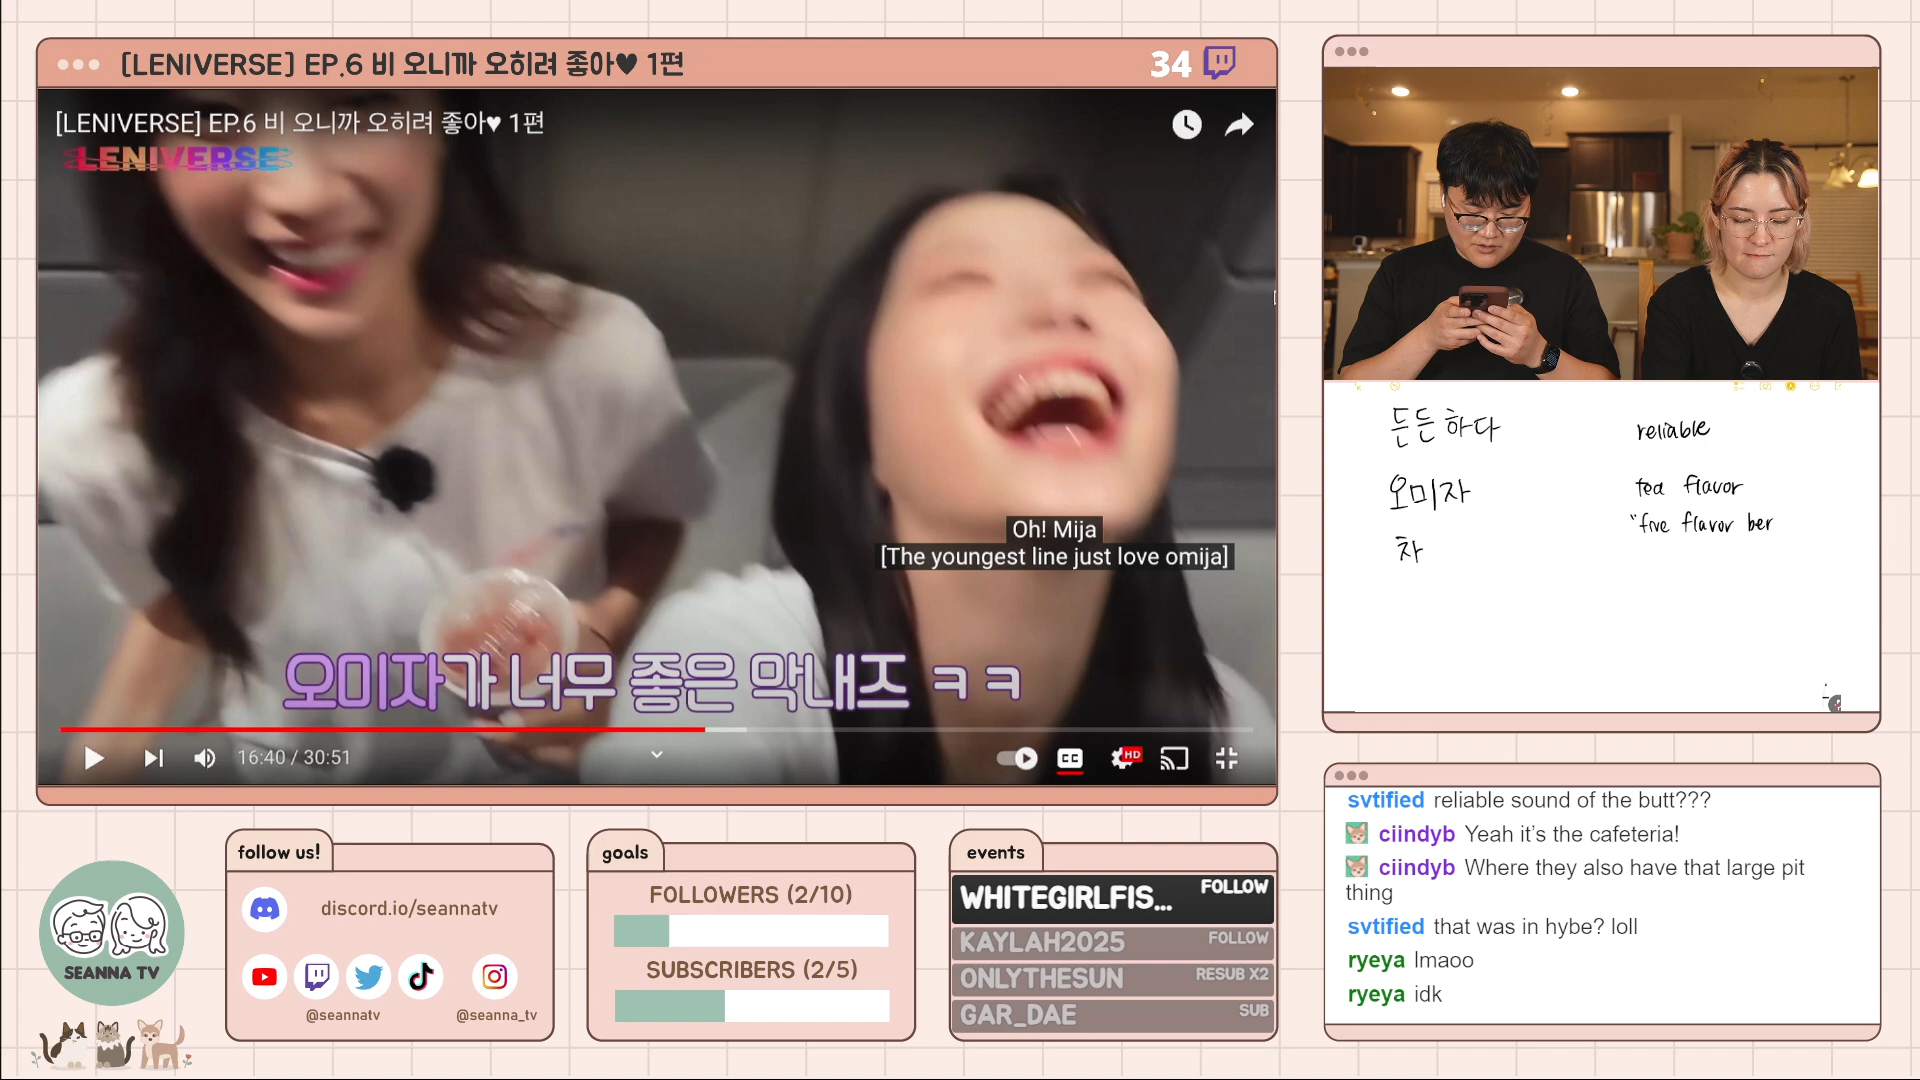 [LENIVERSE] EP.6 비 오니까 오히려 좋아♥ 1편
34
[LENIVERSE] EP.6 비 오니까 오히려 좋아♥ 1편
LENIVERSE
Oh! Mija
[The youngest line just love omija]
오미자가 너무 좋은 막내즈 ㅋㅋ
16:40 / 30:51
CC
HD
든든하다 reliable
오미자 tea flavor
"five flavor ber
차
svtified reliable sound of the butt???
ciindyb Yeah it's the cafeteria!
ciindyb Where they also have that large pit
thing
svtified that was in hybe? loll
ryeya lmaoo
ryeya idk
SEANNA TV
follow us!
discord.io/seannatv
@seannatv
@seanna_tv
goals
FOLLOWERS (2/10)
SUBSCRIBERS (2/5)
events
WHITEGIRLFIS... FOLLOW
KAYLAH2025 FOLLOW
ONLYTHESUN RESUB X2
GAR_DAE SUB